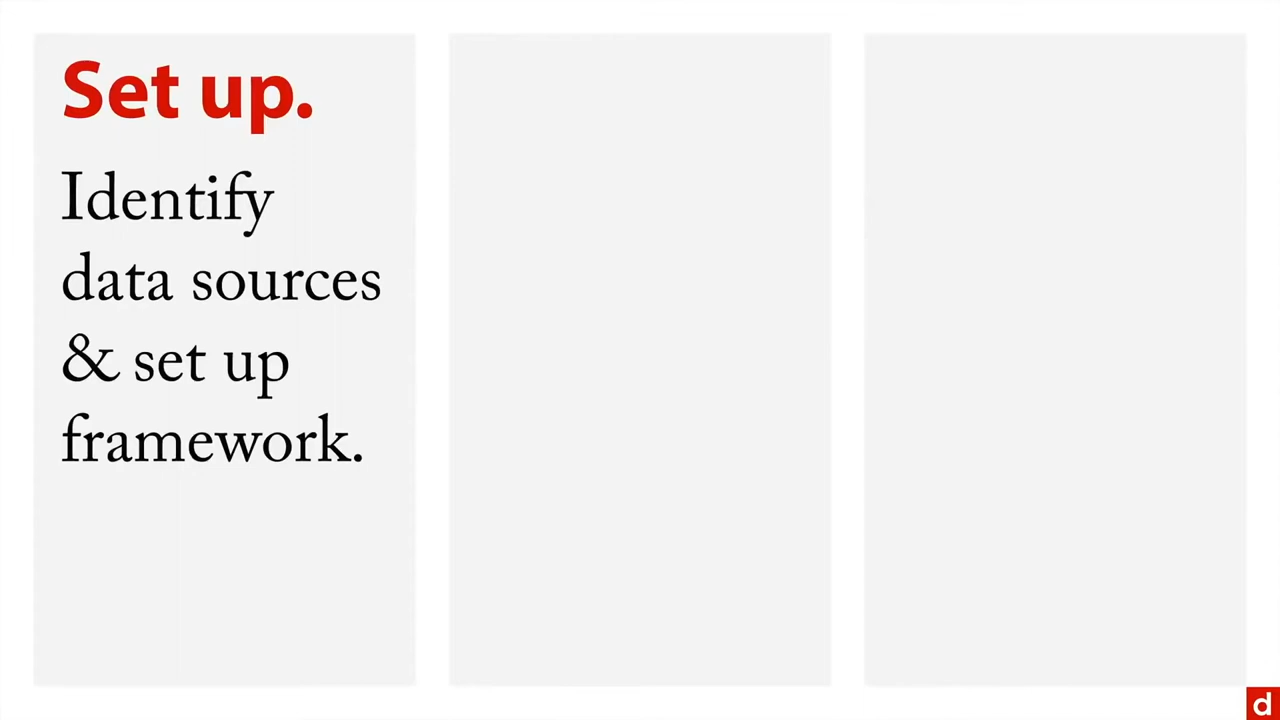 Set up.
Identify
data sources
& set up
framework.
d